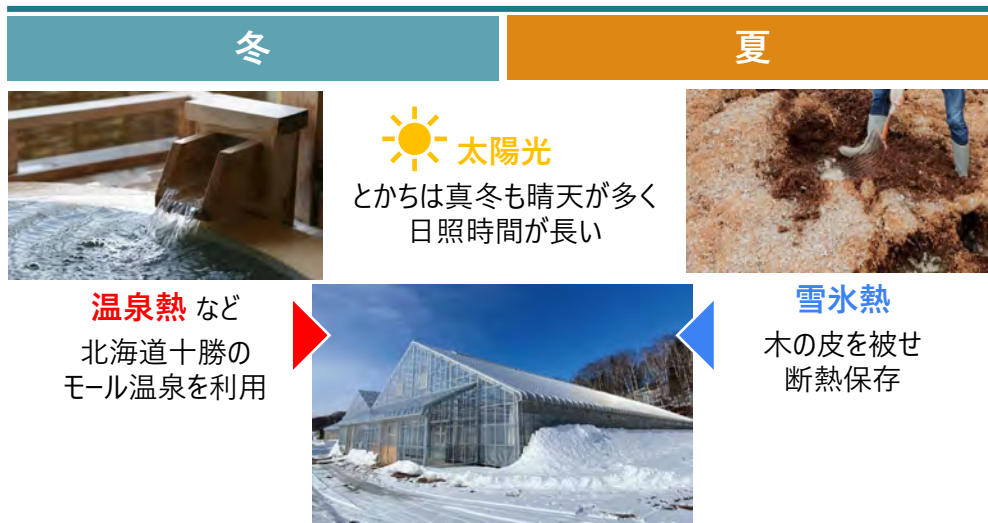 冬
夏
太陽光
とかちは真冬も晴天が多く
日照時間が長い
温泉熱 など
北海道十勝の
モール温泉を利用
雪氷熱
木の皮を被せ
断熱保存